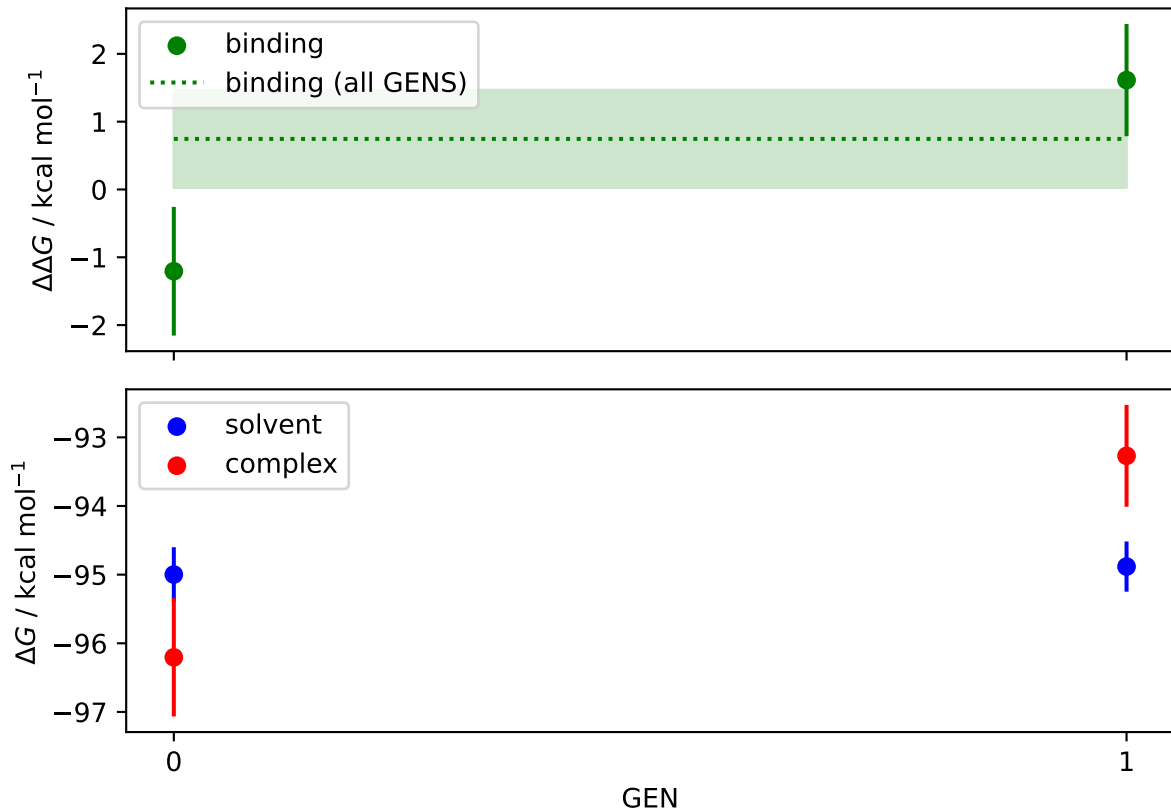 binding
binding (all GENS)
2
1
0
−1
−2
ΔΔG / kcal mol⁻¹
solvent
complex
−93
−94
−95
−96
−97
ΔG / kcal mol⁻¹
0 1
GEN